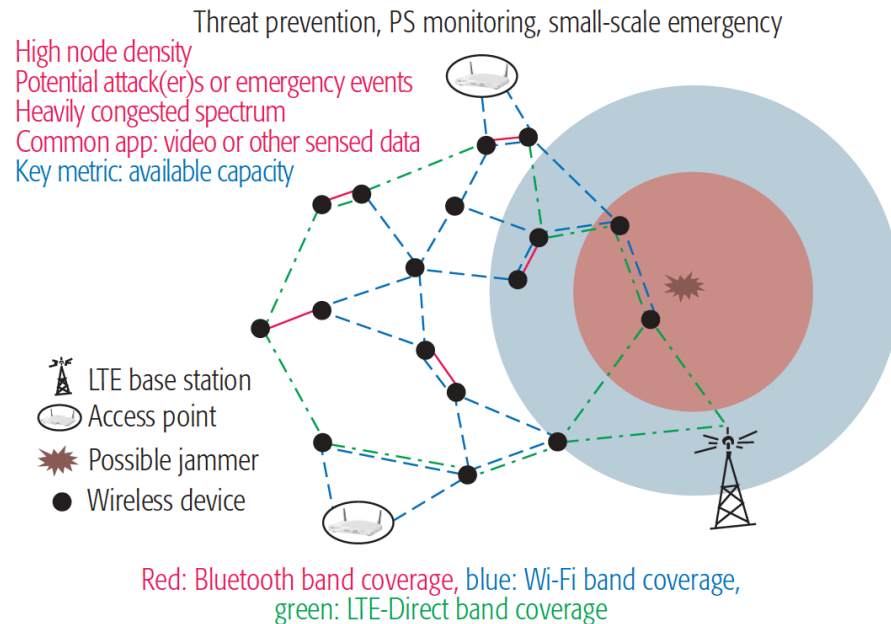 Threat prevention, PS monitoring, small-scale emergency
High node density
Potential attack(er)s or emergency events
Heavily congested spectrum
Common app: video or other sensed data
Key metric: available capacity
LTE base station
Access point
Possible jammer
Wireless device
Red: Bluetooth band coverage, blue: Wi-Fi band coverage,
green: LTE-Direct band coverage